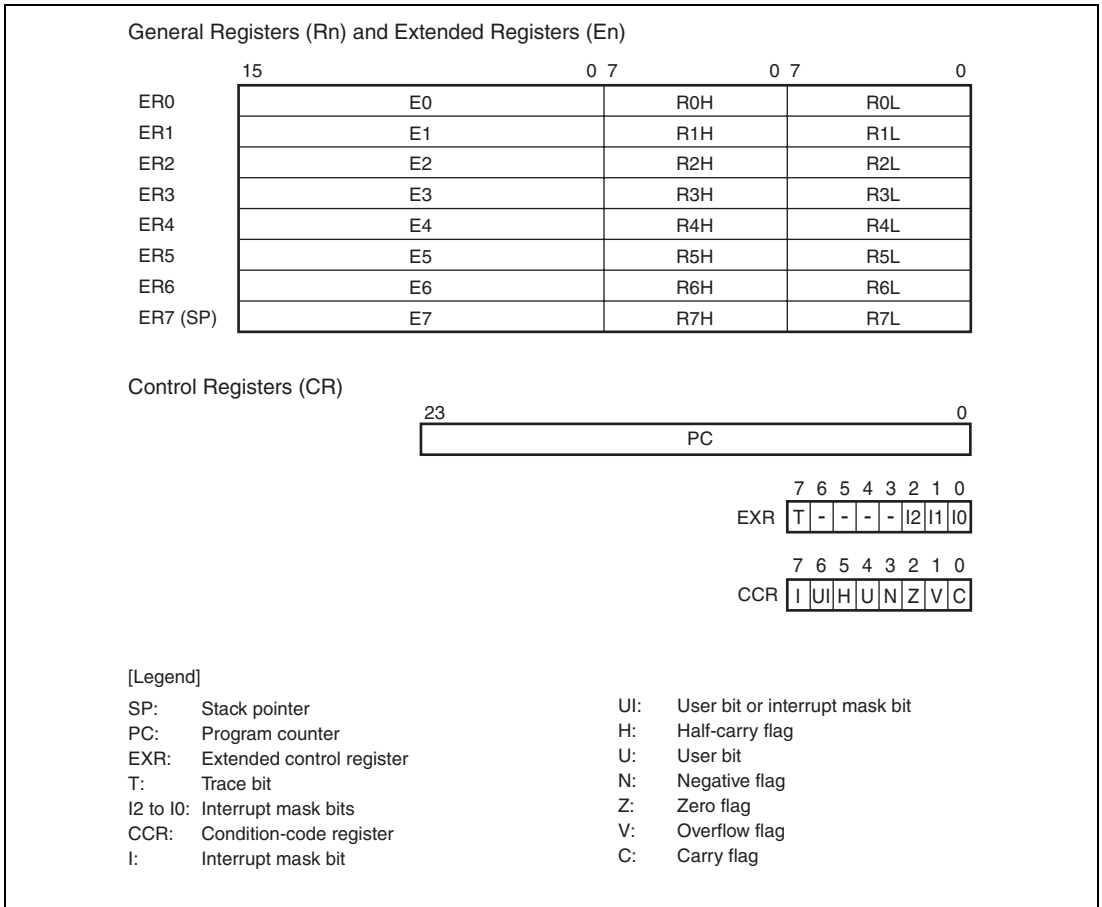 General Registers (Rn) and Extended Registers (En)
15 0 7 0 7 0
ER0 E0 R0H R0L
ER1 E1 R1H R1L
ER2 E2 R2H R2L
ER3 E3 R3H R3L
ER4 E4 R4H R4L
ER5 E5 R5H R5L
ER6 E6 R6H R6L
ER7 (SP) E7 R7H R7L
Control Registers (CR)
23 0
PC
7 6 5 4 3 2 1 0
EXR T - - - - I2 I1 I0
7 6 5 4 3 2 1 0
CCR I UI H U N Z V C
[Legend]
SP: Stack pointer
PC: Program counter
EXR: Extended control register
T: Trace bit
I2 to I0: Interrupt mask bits
CCR: Condition-code register
I: Interrupt mask bit
UI: User bit or interrupt mask bit
H: Half-carry flag
U: User bit
N: Negative flag
Z: Zero flag
V: Overflow flag
C: Carry flag